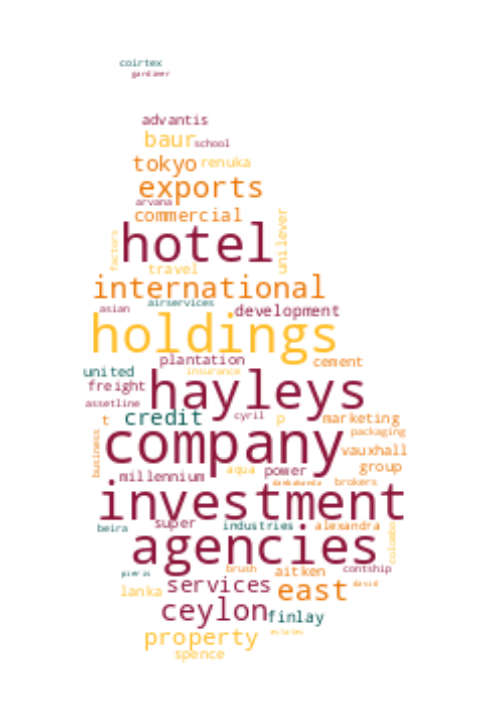 coirtex
gardiner
advantis
baur school
tokyo renuka
exports
arvana
commercial
factors hotel unilever
travel
international
asian airservices development
holdings
plantation cement
united insurance
freight hayleys
assetline
t credit cyril p marketing
business company packaging
vauxhall
aqua power group
millennium brokers
investment
beira super industries alexandra
agencies colombo
pieris brush aitken contship
lanka services east david
ceylon finlay
property estates
spence